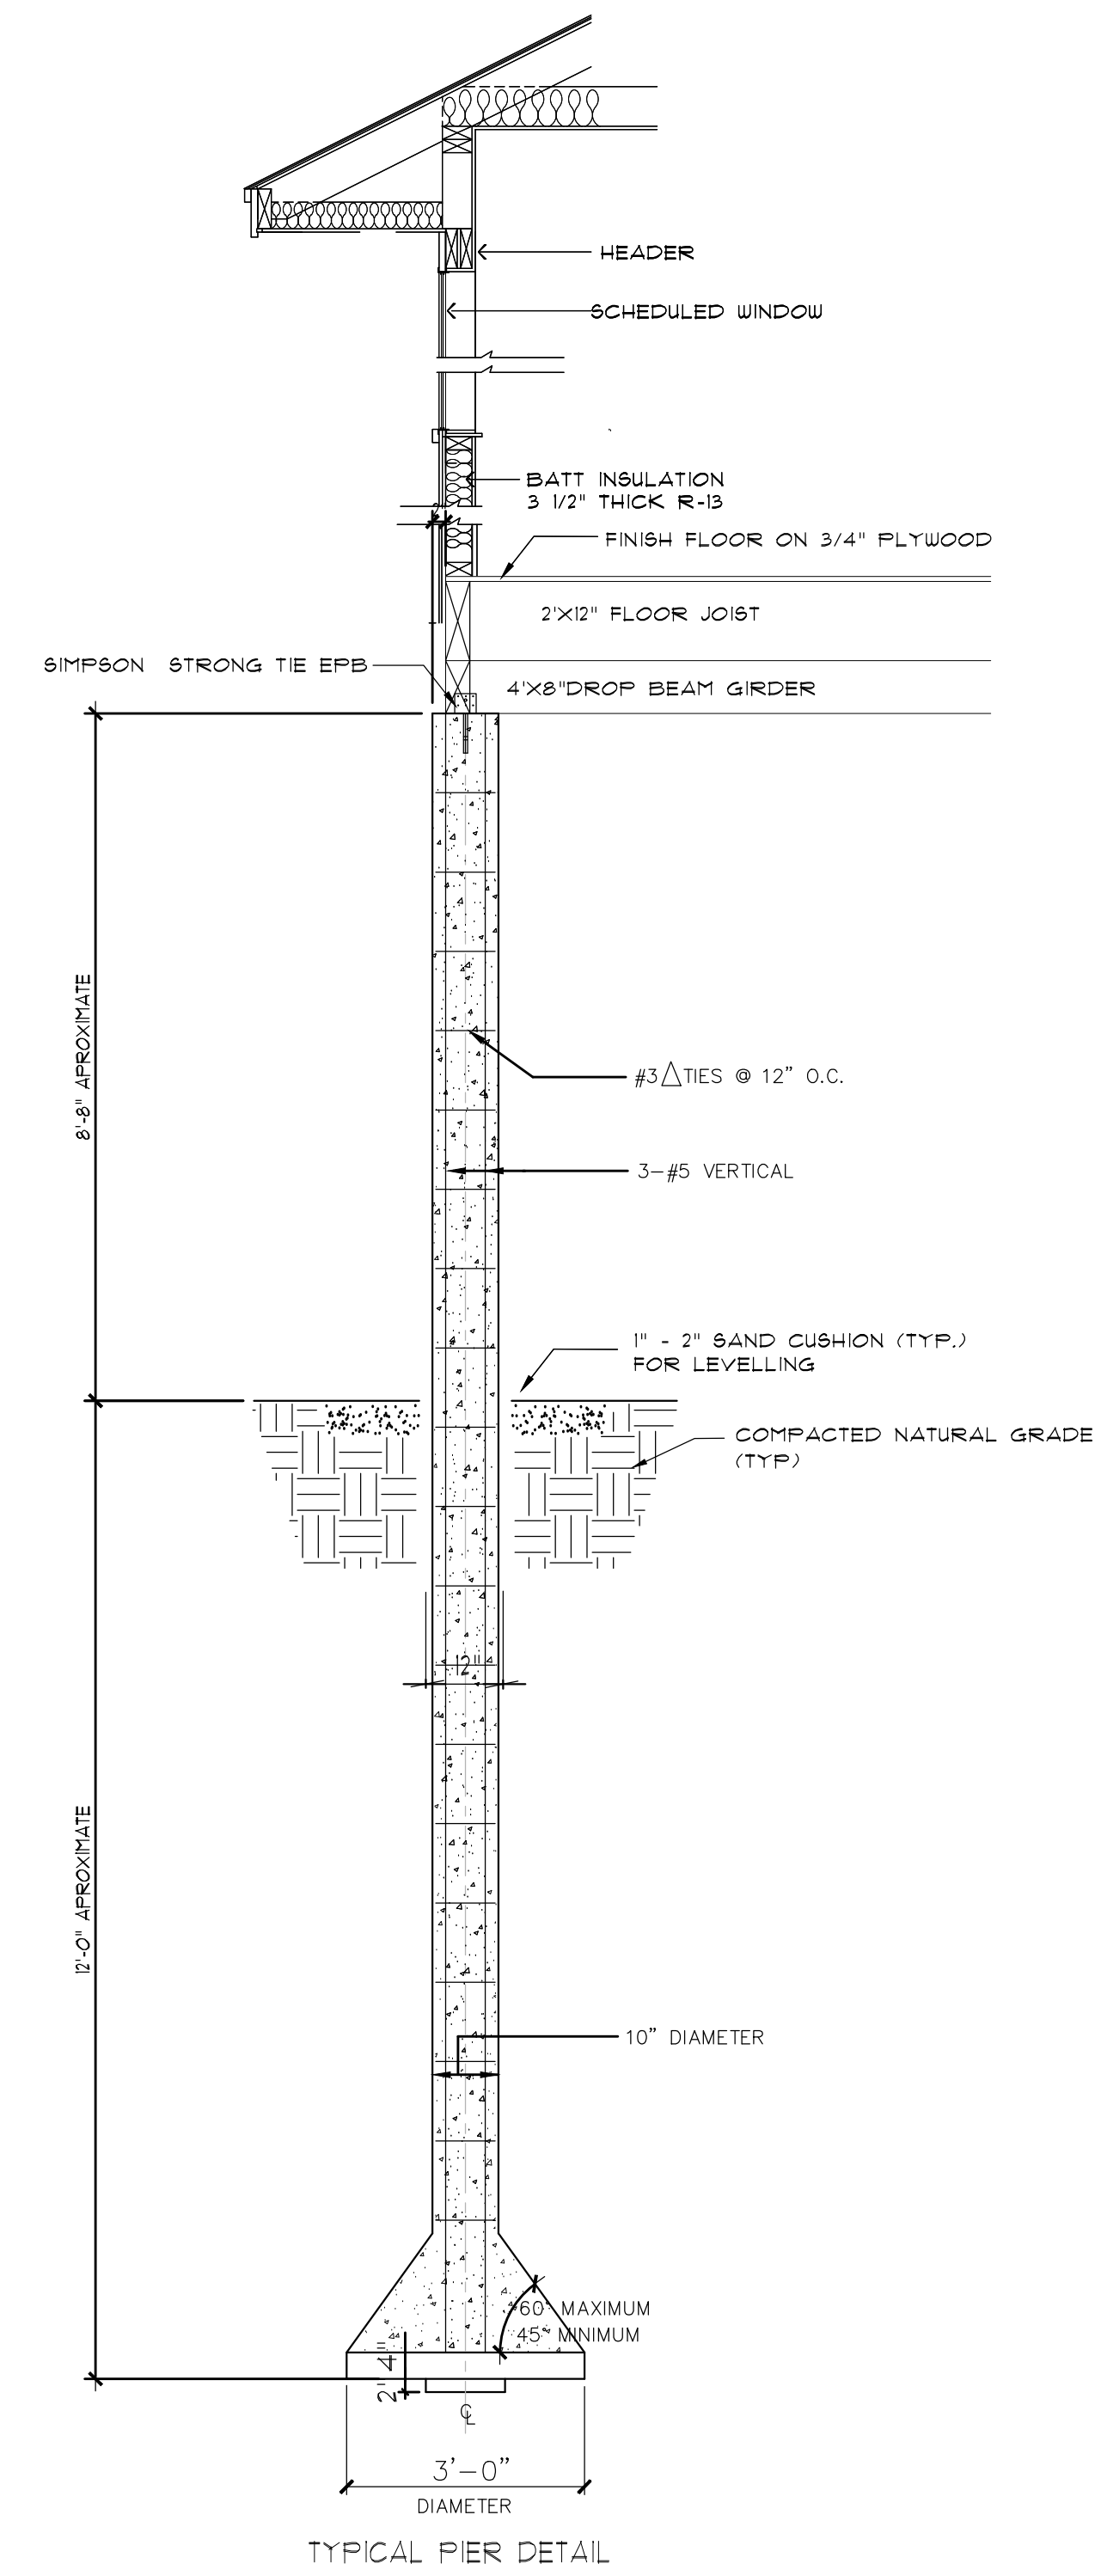 HEADER
SCHEDULED WINDOW
BATT INSULATION
3 1/2" THICK R-13
FINISH FLOOR ON 3/4" PLYWOOD
2'X12" FLOOR JOIST
SIMPSON STRONG TIE EPB
4'X8"DROP BEAM GIRDER
8'-8" APROXIMATE
#3△TIES @ 12" O.C.
3-#5 VERTICAL
1" - 2" SAND CUSHION (TYP.)
FOR LEVELLING
COMPACTED NATURAL GRADE
(TYP)
12"
12'-0" APROXIMATE
10" DIAMETER
60° MAXIMUM
45° MINIMUM
2" 4"
℄
3'-0"
DIAMETER
TYPICAL PIER DETAIL